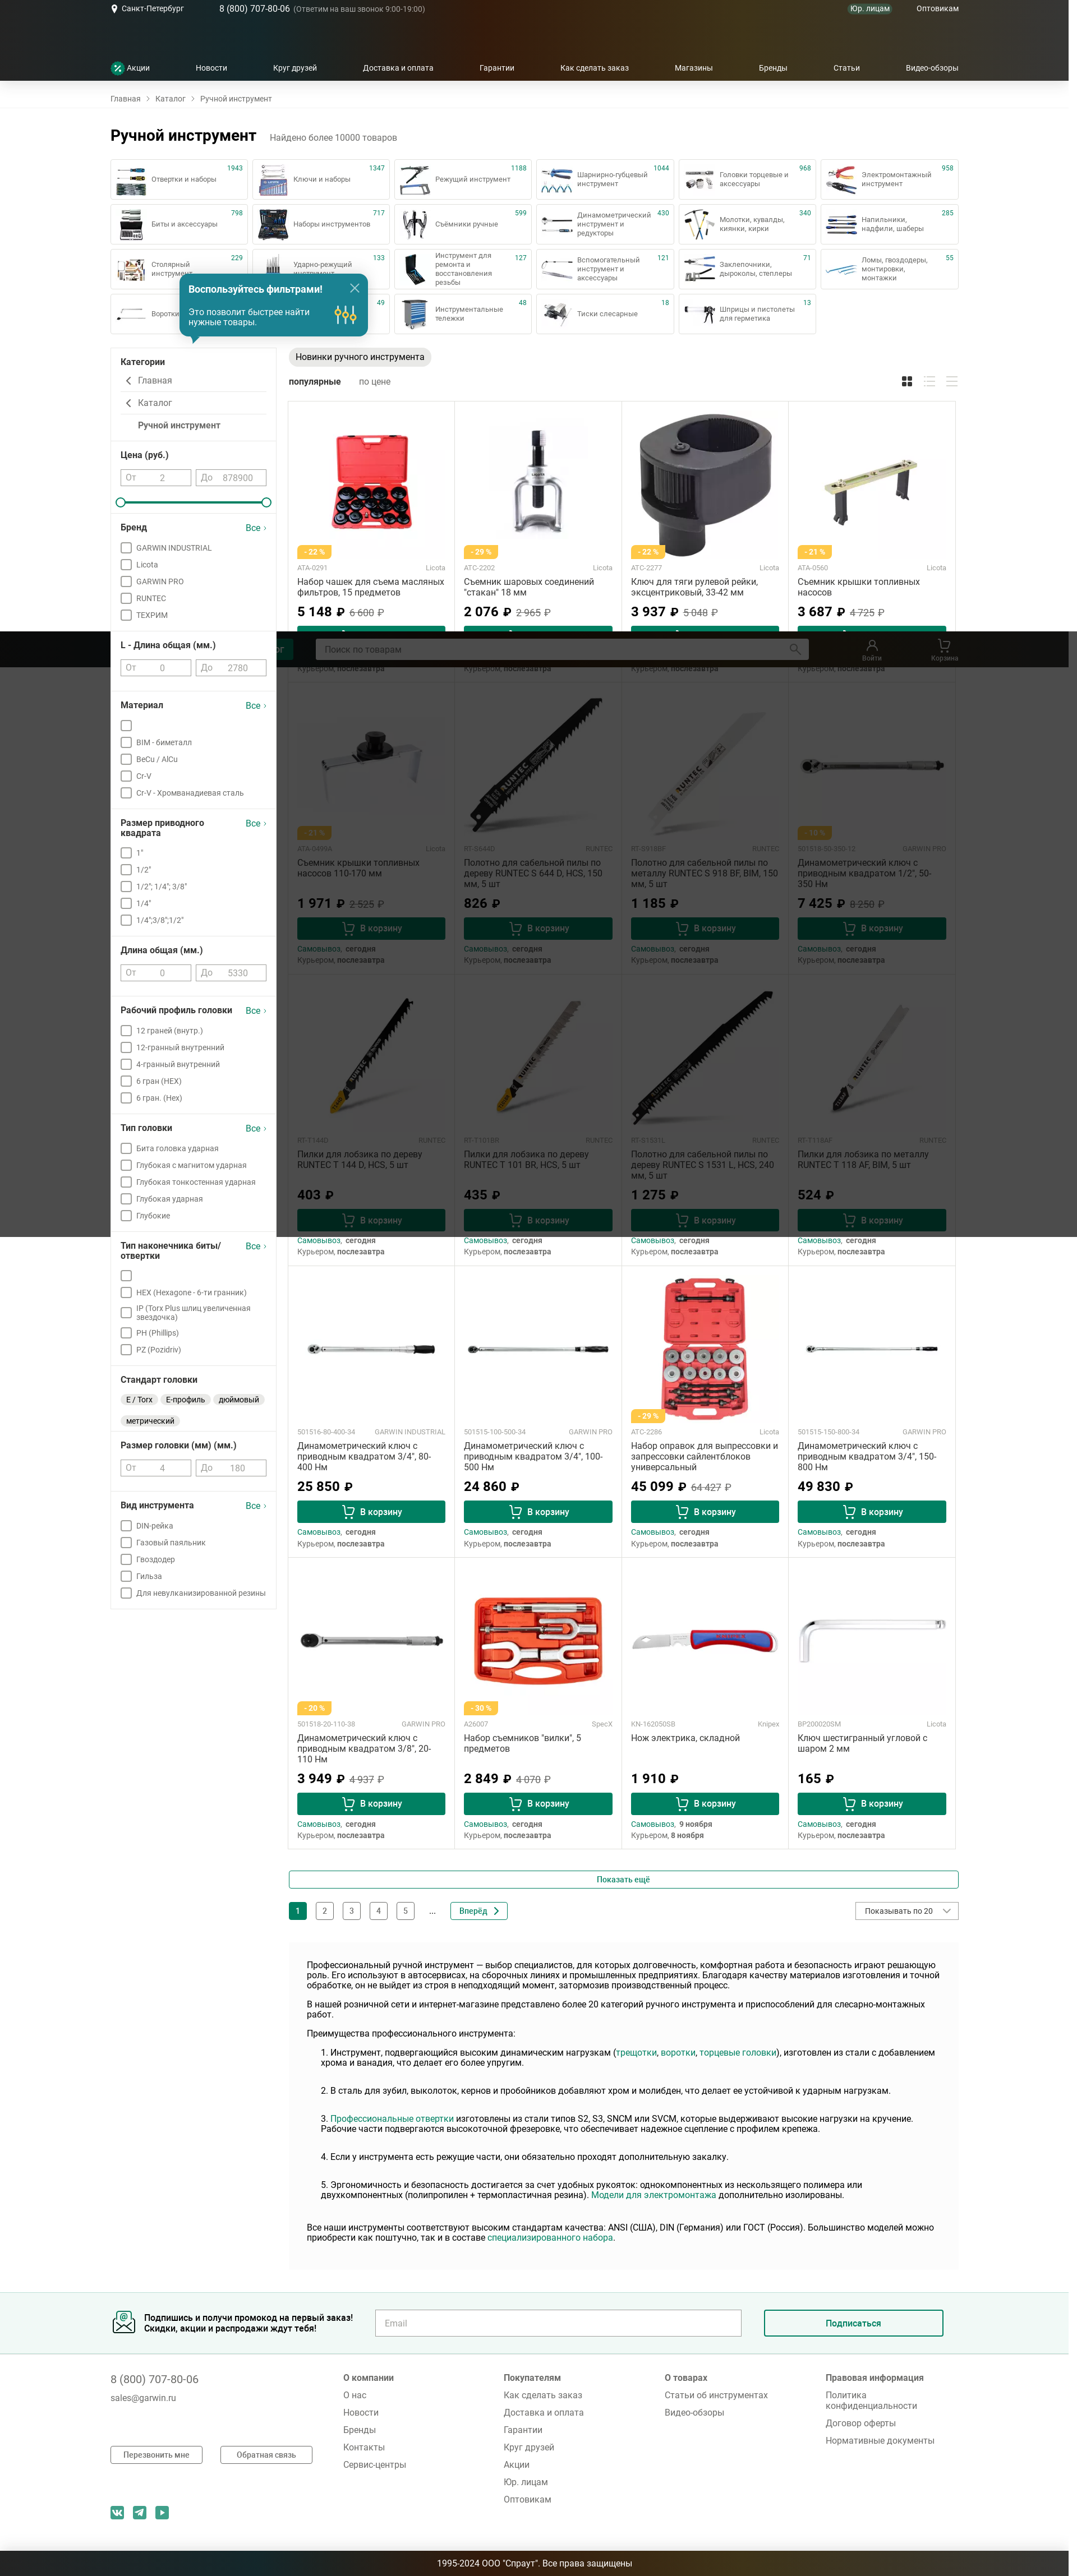 Санкт-Петербург
8 (800) 707-80-06 (Ответим на ваш звонок 9:00-19:00)
Юр. лицам
Оптовикам
Акции
Новости
Круг друзей
Доставка и оплата
Гарантии
Как сделать заказ
Магазины
Бренды
Статьи
Видео-обзоры
Главная > Каталог > Ручной инструмент
Ручной инструмент
Найдено более 10000 товаров
Отвертки и наборы 1943
Ключи и наборы 1347
Режущий инструмент 1188
Шарнирно-губцевый инструмент 1044
Головки торцевые и аксессуары 968
Электромонтажный инструмент 958
Биты и аксессуары 798
Наборы инструментов 717
Съёмники ручные 599
Динамометрический инструмент и редукторы 430
Молотки, кувалды, киянки, кирки 340
Напильники, надфили, шаберы 285
Столярный инструмент 229
Ударно-режущий инструмент 133
Инструмент для ремонта и восстановления резьбы 127
Вспомогательный инструмент и аксессуары 121
Заклепочники, дыроколы, степлеры 71
Ломы, гвоздодеры, монтировки, монтажки 55
Воротки
49
Инструментальные тележки 48
Тиски слесарные 18
Шприцы и пистолеты для герметика 13
Воспользуйтесь фильтрами!
Это позволит быстрее найти нужные товары.
Категории
Главная
Каталог
Ручной инструмент
Цена (руб.)
От 2 До 878900
Бренд Все
GARWIN INDUSTRIAL
Licota
GARWIN PRO
RUNTEC
ТЕХРИМ
L - Длина общая (мм.)
От 0 До 2780
Материал Все
BIM - биметалл
BeCu / AlCu
Cr-V
Cr-V - Хромванадиевая сталь
Размер приводного квадрата Все
1"
1/2"
1/2"; 1/4"; 3/8"
1/4"
1/4";3/8";1/2"
Длина общая (мм.)
От 0 До 5330
Рабочий профиль головки Все
12 граней (внутр.)
12-гранный внутренний
4-гранный внутренний
6 гран (HEX)
6 гран. (Hex)
Тип головки Все
Бита головка ударная
Глубокая с магнитом ударная
Глубокая тонкостенная ударная
Глубокая ударная
Глубокие
Тип наконечника биты/отвертки Все
HEX (Hexagone - 6-ти гранник)
IP (Torx Plus шлиц увеличенная звездочка)
PH (Phillips)
PZ (Pozidriv)
Стандарт головки
E / Torx
Е-профиль
дюймовый
метрический
Размер головки (мм) (мм.)
От 4 До 180
Вид инструмента Все
DIN-рейка
Газовый паяльник
Гвоздодер
Гильза
Для невулканизированной резины
Новинки ручного инструмента
популярные
по цене
- 22 %
ATA-0291 Licota
Набор чашек для съема масляных фильтров, 15 предметов
5 148 ₽ 6 600 ₽
- 29 %
ATC-2202 Licota
Съемник шаровых соединений "стакан" 18 мм
2 076 ₽ 2 965 ₽
- 22 %
ATC-2277 Licota
Ключ для тяги рулевой рейки, эксцентриковый, 33-42 мм
3 937 ₽ 5 048 ₽
- 21 %
ATA-0560 Licota
Съемник крышки топливных насосов
3 687 ₽ 4 725 ₽
Поиск по товарам
Войти
Корзина
Курьером, послезавтра
Курьером, послезавтра
Курьером, послезавтра
Курьером, послезавтра
Licota
Съемник крышки топливных насосов 110-170 мм
1 971 ₽ 2 525 ₽
В корзину
Самовывоз, сегодня
Курьером, послезавтра
RUNTEC
Полотно для сабельной пилы по дереву RUNTEC S 644 D, HCS, 150 мм, 5 шт
826 ₽
В корзину
Самовывоз, сегодня
Курьером, послезавтра
RUNTEC
Полотно для сабельной пилы по металлу RUNTEC S 918 BF, BIM, 150 мм, 5 шт
1 185 ₽
В корзину
Самовывоз, сегодня
Курьером, послезавтра
GARWIN PRO
Динамометрический ключ с приводным квадратом 1/2", 50-350 Нм
7 425 ₽ 8 250 ₽
В корзину
Самовывоз, сегодня
Курьером, послезавтра
RT-T144D RUNTEC
Пилки для лобзика по дереву RUNTEC T 144 D, HCS, 5 шт
403 ₽
В корзину
Самовывоз, сегодня
Курьером, послезавтра
RT-T101BR RUNTEC
Пилки для лобзика по дереву RUNTEC T 101 BR, HCS, 5 шт
435 ₽
В корзину
Самовывоз, сегодня
Курьером, послезавтра
RT-S1531L RUNTEC
Полотно для сабельной пилы по дереву RUNTEC S 1531 L, HCS, 240 мм, 5 шт
1 275 ₽
В корзину
Самовывоз, сегодня
Курьером, послезавтра
RT-T118AF RUNTEC
Пилки для лобзика по металлу RUNTEC T 118 AF, BIM, 5 шт
524 ₽
В корзину
Самовывоз, сегодня
Курьером, послезавтра
501516-80-400-34 GARWIN INDUSTRIAL
Динамометрический ключ с приводным квадратом 3/4", 80-400 Нм
25 850 ₽
В корзину
Самовывоз, сегодня
Курьером, послезавтра
501515-100-500-34 GARWIN PRO
Динамометрический ключ с приводным квадратом 3/4", 100-500 Нм
24 860 ₽
В корзину
Самовывоз, сегодня
Курьером, послезавтра
- 29 %
ATC-2286 Licota
Набор оправок для выпрессовки и запрессовки сайлентблоков универсальный
45 099 ₽ 64 427 ₽
В корзину
Самовывоз, сегодня
Курьером, послезавтра
501515-150-800-34 GARWIN PRO
Динамометрический ключ с приводным квадратом 3/4", 150-800 Нм
49 830 ₽
В корзину
Самовывоз, сегодня
Курьером, послезавтра
- 20 %
501518-20-110-38 GARWIN PRO
Динамометрический ключ с приводным квадратом 3/8", 20-110 Нм
3 949 ₽ 4 937 ₽
В корзину
Самовывоз, сегодня
Курьером, послезавтра
- 30 %
A26007 SpecX
Набор съемников "вилки", 5 предметов
2 849 ₽ 4 070 ₽
В корзину
Самовывоз, сегодня
Курьером, послезавтра
KN-162050SB Knipex
Нож электрика, складной
1 910 ₽
В корзину
Самовывоз, 9 ноября
Курьером, 8 ноября
BP200020SM Licota
Ключ шестигранный угловой с шаром 2 мм
165 ₽
В корзину
Самовывоз, сегодня
Курьером, послезавтра
Показать ещё
1 2 3 4 5 ... Вперёд
Показывать по 20
Профессиональный ручной инструмент — выбор специалистов, для которых долговечность, комфортная работа и безопасность играют решающую роль. Его используют в автосервисах, на сборочных линиях и промышленных предприятиях. Благодаря качеству материалов изготовления и точной обработке, он не выйдет из строя в неподходящий момент, затормозив производственный процесс.
В нашей розничной сети и интернет-магазине представлено более 20 категорий ручного инструмента и приспособлений для слесарно-монтажных работ.
Преимущества профессионального инструмента:
1. Инструмент, подвергающийся высоким динамическим нагрузкам (трещотки, воротки, торцевые головки), изготовлен из стали с добавлением хрома и ванадия, что делает его более упругим.
2. В сталь для зубил, выколоток, кернов и пробойников добавляют хром и молибден, что делает ее устойчивой к ударным нагрузкам.
3. Профессиональные отвертки изготовлены из стали типов S2, S3, SNCM или SVCM, которые выдерживают высокие нагрузки на кручение. Рабочие части подвергаются высокоточной фрезеровке, что обеспечивает надежное сцепление с профилем крепежа.
4. Если у инструмента есть режущие части, они обязательно проходят дополнительную закалку.
5. Эргономичность и безопасность достигается за счет удобных рукояток: однокомпонентных из нескользящего полимера или двухкомпонентных (полипропилен + термопластичная резина). Модели для электромонтажа дополнительно изолированы.
Все наши инструменты соответствуют высоким стандартам качества: ANSI (США), DIN (Германия) или ГОСТ (Россия). Большинство моделей можно приобрести как поштучно, так и в составе специализированного набора.
Подпишись и получи промокод на первый заказ!
Скидки, акции и распродажи ждут тебя!
Email
Подписаться
8 (800) 707-80-06
sales@garwin.ru
Перезвонить мне
Обратная связь
О компании
О нас
Новости
Бренды
Контакты
Сервис-центры
Покупателям
Как сделать заказ
Доставка и оплата
Гарантии
Круг друзей
Акции
Юр. лицам
Оптовикам
О товарах
Статьи об инструментах
Видео-обзоры
Правовая информация
Политика конфиденциальности
Договор оферты
Нормативные документы
1995-2024 ООО "Спраут". Все права защищены